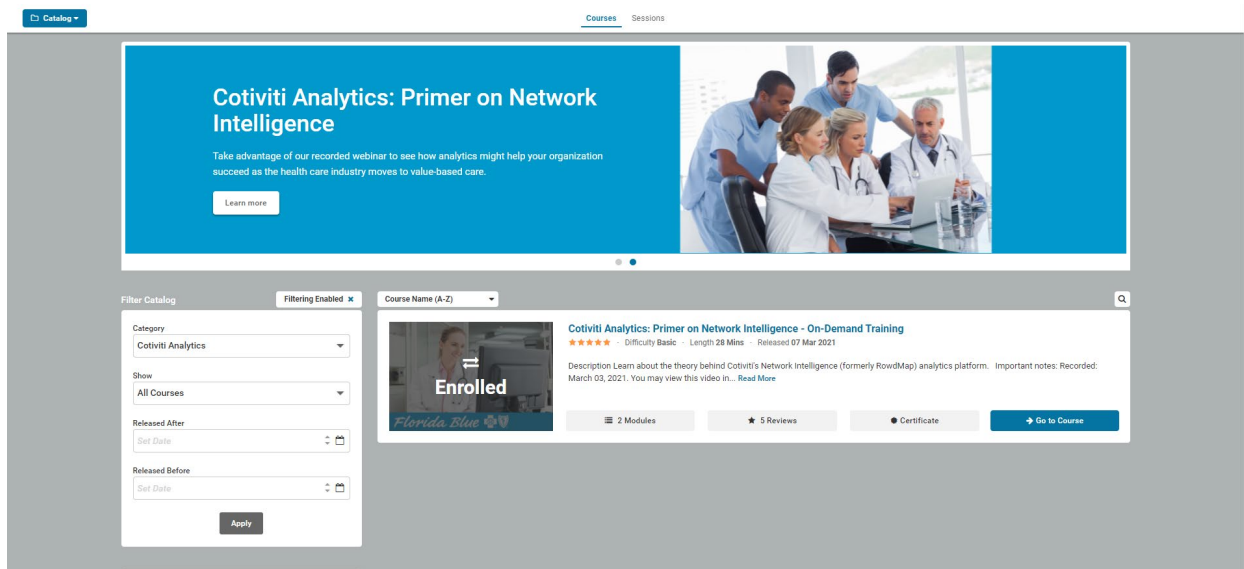 Catalog
Courses Sessions
Cotiviti Analytics: Primer on Network
Intelligence
Take advantage of our recorded webinar to see how analytics might help your organization
succeed as the health care industry moves to value-based care.
Learn more
Filter Catalog
Filtering Enabled ×
Course Name (A-Z)
Category
Cotiviti Analytics
Show
All Courses
Released After
Set Date
Released Before
Set Date
Apply
Enrolled
Florida Blue
Cotiviti Analytics: Primer on Network Intelligence - On-Demand Training
Difficulty Basic - Length 28 Mins - Released 07 Mar 2021
Description Learn about the theory behind Cotiviti's Network Intelligence (formerly RowdMap) analytics platform. Important notes: Recorded:
March 03, 2021. You may view this video in... Read More
2 Modules
5 Reviews
Certificate
Go to Course